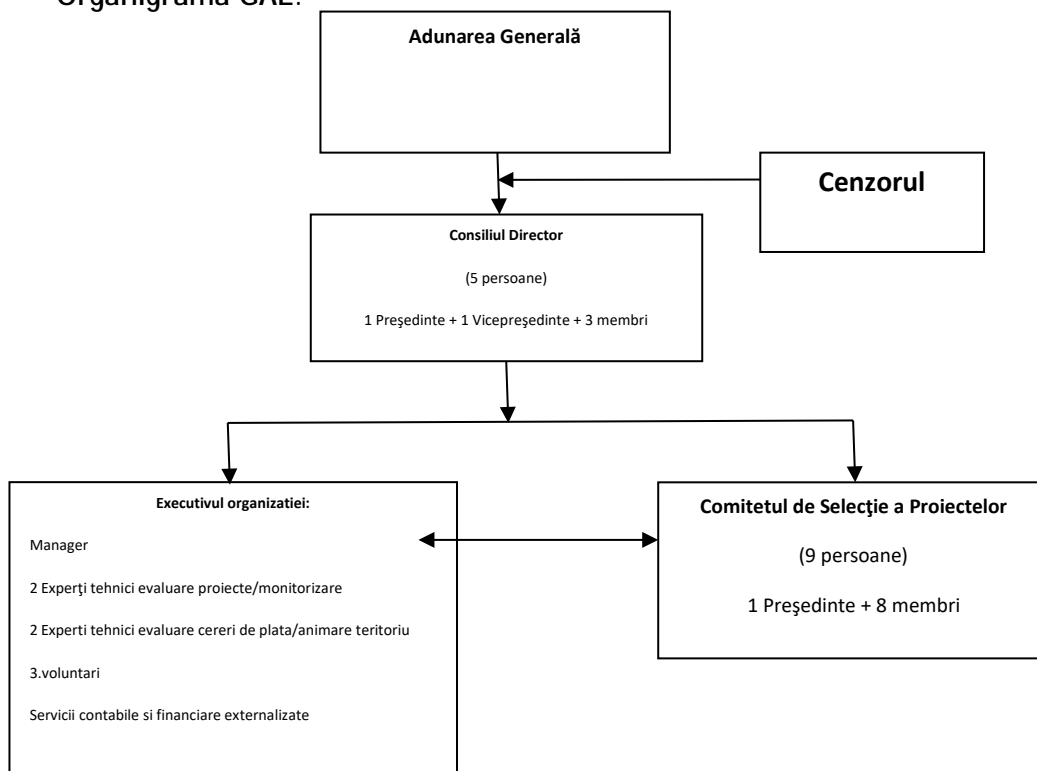 Organigrama GAL:
Adunarea Generală
Cenzorul
Consiliul Director
(5 persoane)
1 Preşedinte + 1 Vicepreşedinte + 3 membri
Executivul organizatiei:
Manager
2 Experţi tehnici evaluare proiecte/monitorizare
2 Experti tehnici evaluare cereri de plata/animare teritoriu
3.voluntari
Servicii contabile si financiare externalizate
Comitetul de Selecţie a Proiectelor
(9 persoane)
1 Preşedinte + 8 membri